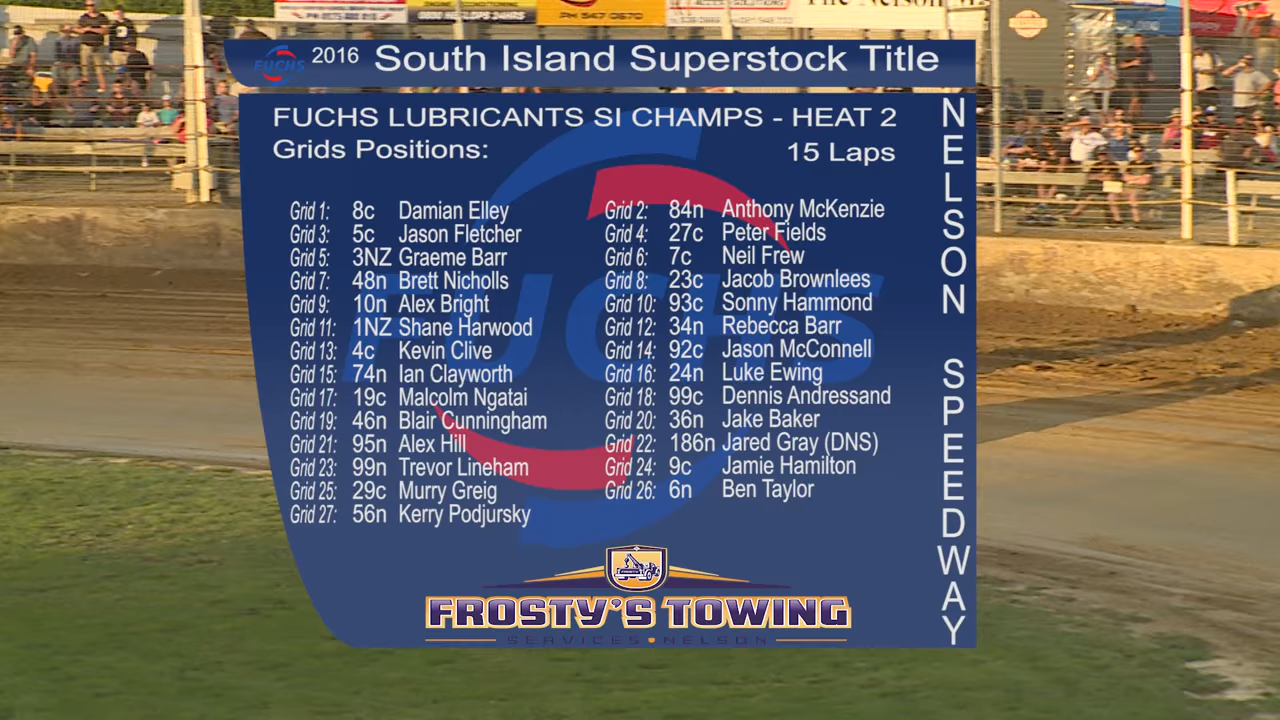 PH 547 0670
The Nelson
FUCHS 2016 South Island Superstock Title
FUCHS LUBRICANTS SI CHAMPS - HEAT 2
Grids Positions: 15 Laps
Grid 1: 8c Damian Elley Grid 2: 84n Anthony McKenzie
Grid 3: 5c Jason Fletcher Grid 4: 27c Peter Fields
Grid 5: 3NZ Graeme Barr Grid 6: 7c Neil Frew
Grid 7: 48n Brett Nicholls Grid 8: 23c Jacob Brownlees
Grid 9: 10n Alex Bright Grid 10: 93c Sonny Hammond
Grid 11: 1NZ Shane Harwood Grid 12: 34n Rebecca Barr
Grid 13: 4c Kevin Clive Grid 14: 92c Jason McConnell
Grid 15: 74n Ian Clayworth Grid 16: 24n Luke Ewing
Grid 17: 19c Malcolm Ngatai Grid 18: 99c Dennis Andressand
Grid 19: 46n Blair Cunningham Grid 20: 36n Jake Baker
Grid 21: 95n Alex Hill Grid 22: 186n Jared Gray (DNS)
Grid 23: 99n Trevor Lineham Grid 24: 9c Jamie Hamilton
Grid 25: 29c Murry Greig Grid 26: 6n Ben Taylor
Grid 27: 56n Kerry Podjursky
FUCHS
FROSTY'S TOWING
SERVICES • NELSON
NELSON SPEEDWAY